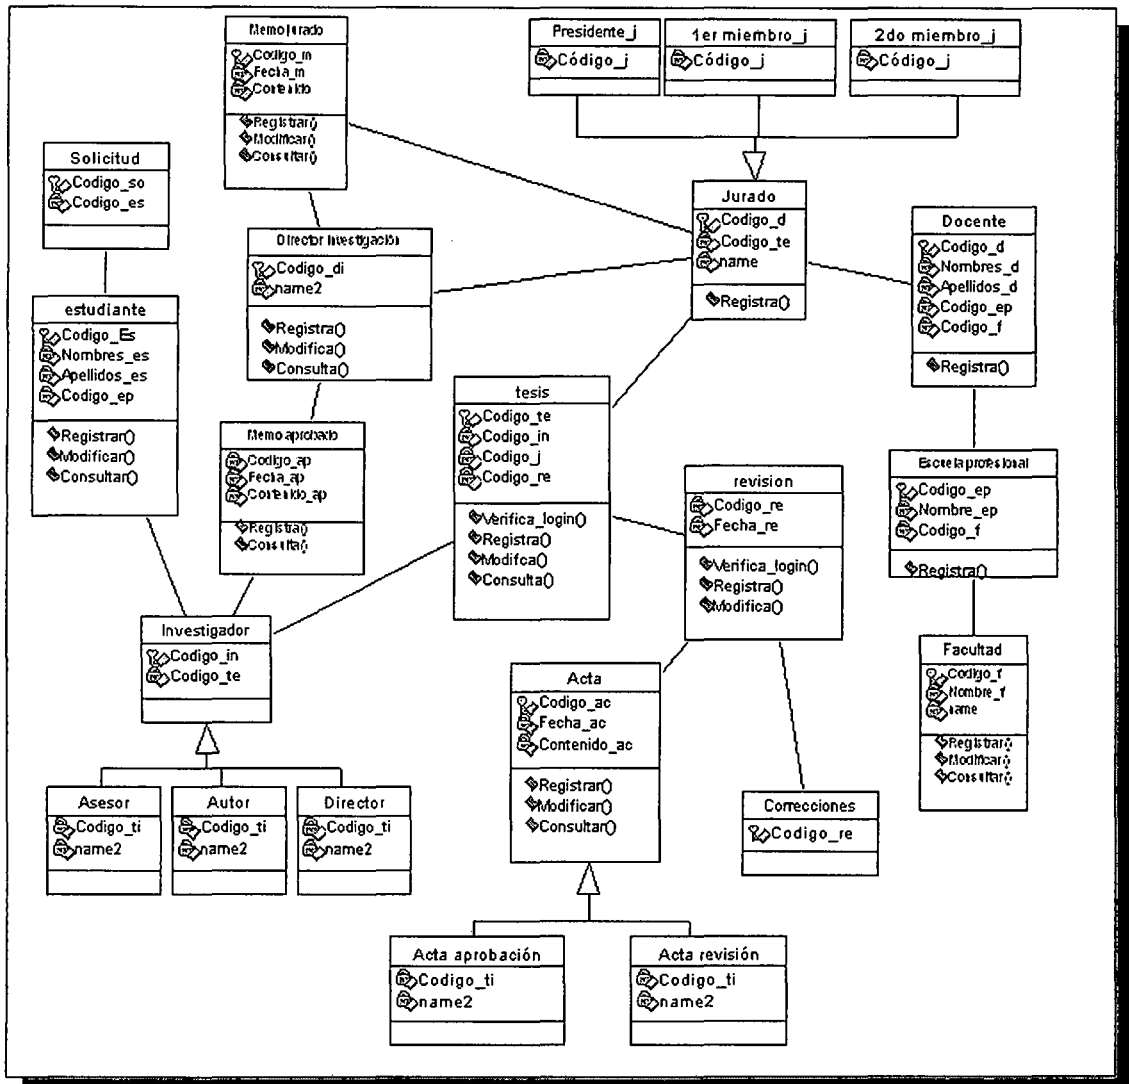 Memo jurado
Codigo_m
Fecha_m
Contenido
Registrar()
Modificar()
Consultar()
Presidente_j
Código_j
1er miembro_j
Código_j
2do miembro_j
Código_j
Solicitud
Codigo_so
Codigo_es
Jurado
Codigo_d
Codigo_te
name
Registra()
Docente
Codigo_d
Nombres_d
Apellidos_d
Codigo_ep
Codigo_f
Registra()
Director investigación
Codigo_di
name2
Registra()
Modifica()
Consulta()
estudiante
Codigo_Es
Nombres_es
Apellidos_es
Codigo_ep
Registrar()
Modificar()
Consultar()
tesis
Codigo_te
Codigo_in
Codigo_j
Codigo_re
Verifica_login()
Registra()
Modifca()
Consulta()
Memo aprobado
Codigo_ap
Fecha_ap
Contenido_ap
Registra()
Consulta()
revision
Codigo_re
Fecha_re
Verifica_login()
Registra()
Modifica()
Escuela profesional
Codigo_ep
Nombre_ep
Codigo_f
Registra()
Investigador
Codigo_in
Codigo_te
Facultad
Codigo_f
Nombre_f
name
Registrar()
Modificar()
Consultar()
Acta
Codigo_ac
Fecha_ac
Contenido_ac
Registrar()
Modificar()
Consultar()
Asesor
Codigo_ti
name2
Autor
Codigo_ti
name2
Director
Codigo_ti
name2
Correcciones
Codigo_re
Acta aprobación
Codigo_ti
name2
Acta revisión
Codigo_ti
name2